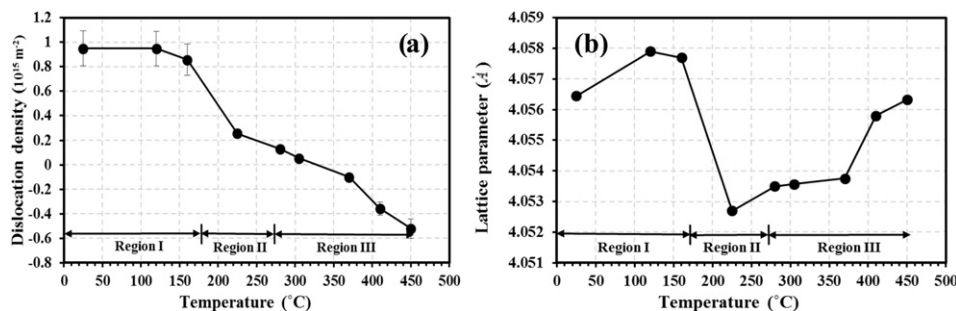 (a)
Dislocation density (10¹⁵ m⁻²)
1.2
1
0.8
0.6
0.4
0.2
0
-0.2
-0.4
-0.6
-0.8
Region I
Region II
Region III
0 50 100 150 200 250 300 350 400 450 500
Temperature (°C)
(b)
Lattice parameter (Å)
4.059
4.058
4.057
4.056
4.055
4.054
4.053
4.052
4.051
Region I
Region II
Region III
0 50 100 150 200 250 300 350 400 450 500
Temperature (°C)